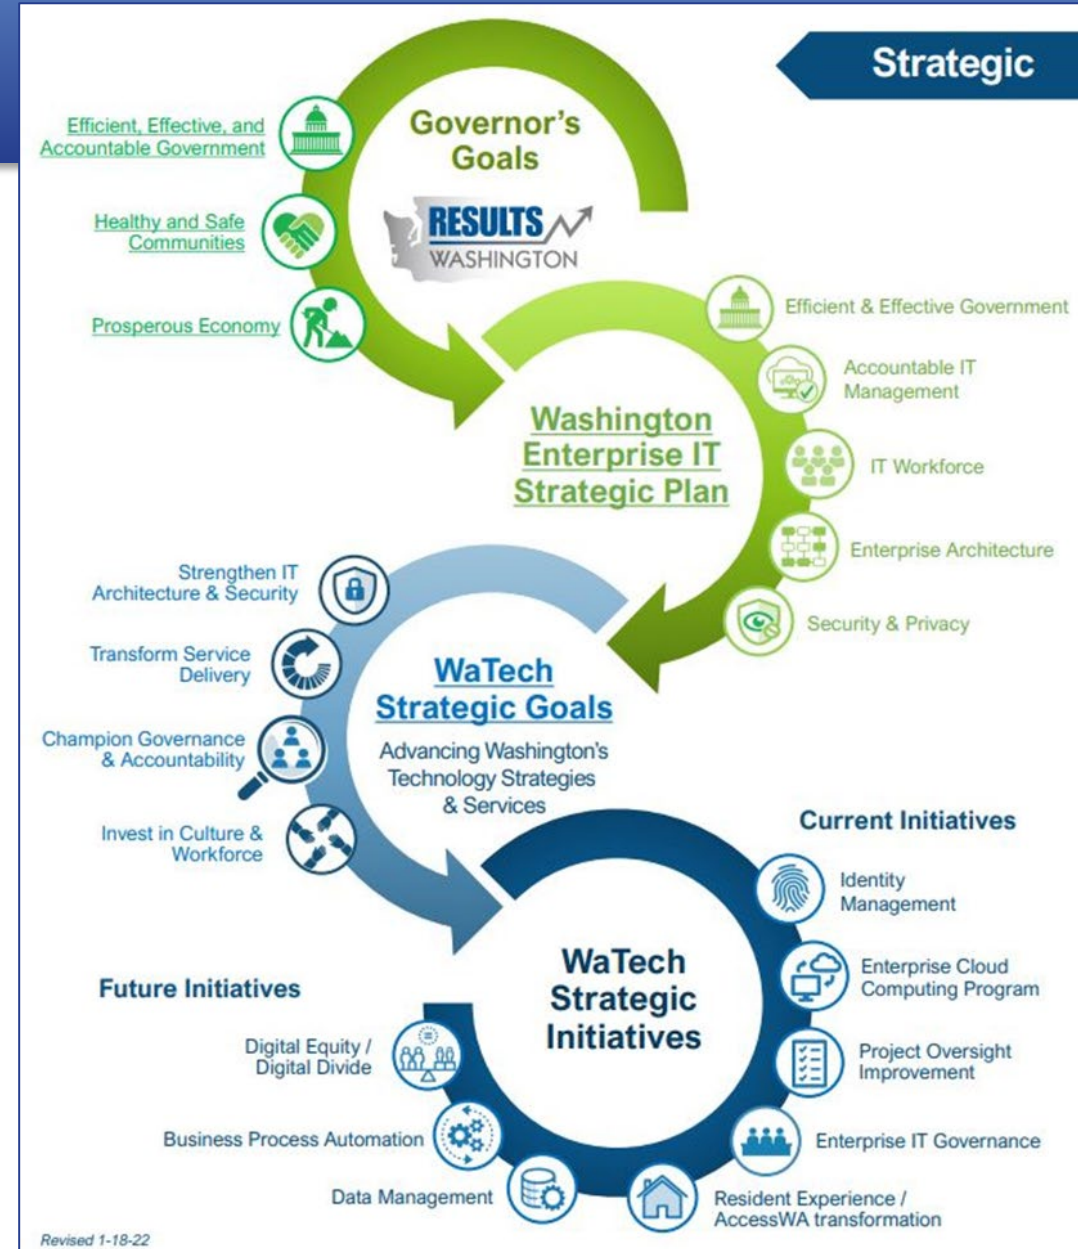 Strategic
Governor's
Goals
RESULTS
WASHINGTON
Efficient, Effective, and
Accountable Government
Healthy and Safe
Communities
Prosperous Economy
Washington
Enterprise IT
Strategic Plan
Efficient & Effective Government
Accountable IT
Management
IT Workforce
Enterprise Architecture
Security & Privacy
WaTech
Strategic Goals
Advancing Washington's
Technology Strategies
& Services
Strengthen IT
Architecture & Security
Transform Service
Delivery
Champion Governance
& Accountability
Invest in Culture &
Workforce
WaTech
Strategic
Initiatives
Current Initiatives
Identity
Management
Enterprise Cloud
Computing Program
Project Oversight
Improvement
Enterprise IT Governance
Resident Experience /
AccessWA transformation
Future Initiatives
Digital Equity /
Digital Divide
Business Process Automation
Data Management
Revised 1-18-22